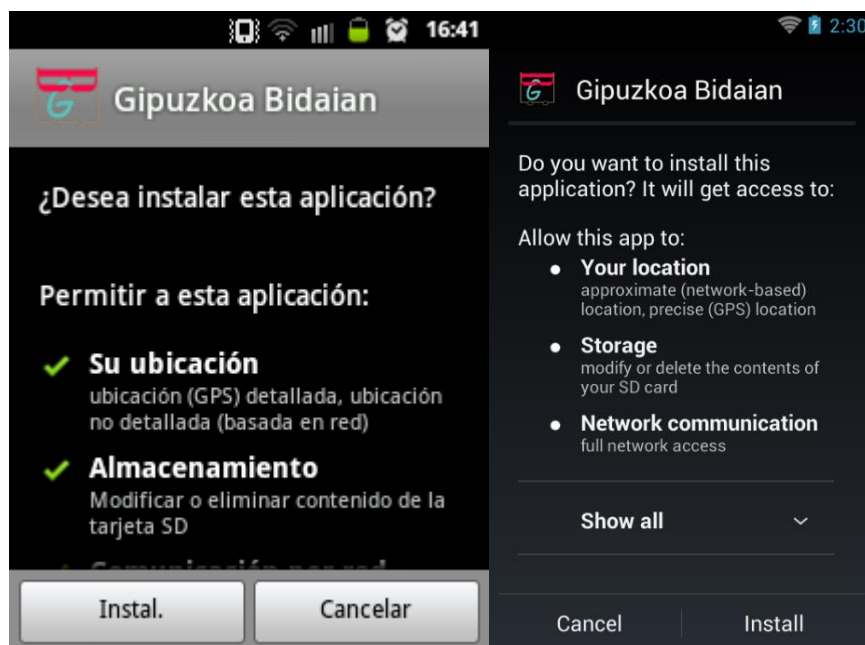 16:41
Gipuzkoa Bidaian
¿Desea instalar esta aplicación?
Permitir a esta aplicación:
Su ubicación
ubicación (GPS) detallada, ubicación
no detallada (basada en red)
Almacenamiento
Modificar o eliminar contenido de la
tarjeta SD
Comunicación por red
Instal.
Cancelar
2:30
Gipuzkoa Bidaian
Do you want to install this
application? It will get access to:
Allow this app to:
Your location
approximate (network-based)
location, precise (GPS) location
Storage
modify or delete the contents of
your SD card
Network communication
full network access
Show all
Cancel
Install